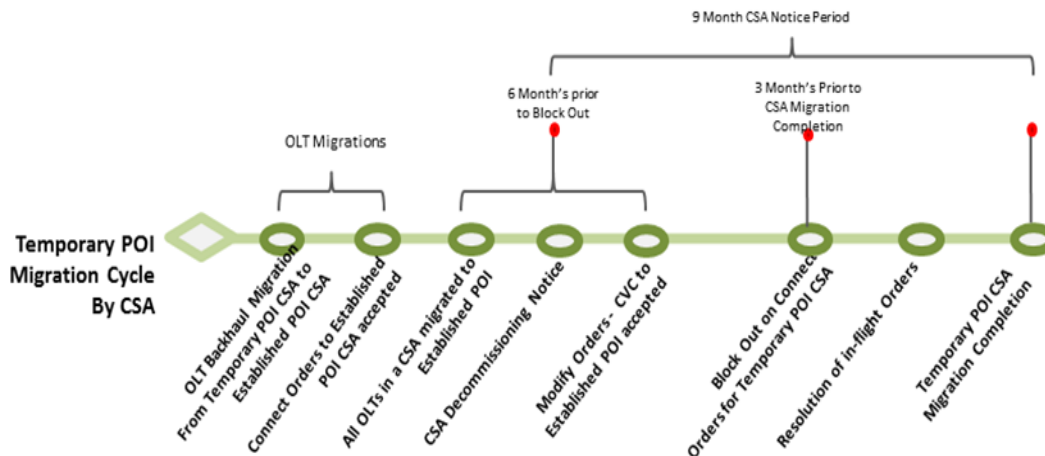 9 Month CSA Notice Period
6 Month's prior
to Block Out
3 Month's Prior to
CSA Migration
Completion
OLT Migrations
Temporary POI
Migration Cycle
By CSA
OLT Backhaul Migration
From Temporary POI CSA to
Established POI CSA
Connect Orders to Established
POI CSA accepted
All OLTs in a CSA migrated to
Established POI
CSA Decommissioning Notice
Modify Orders - CVC to
Established POI accepted
Block Out on Connect
Orders for Temporary POI CSA
Resolution of in-flight Orders
Temporary POI CSA
Migration Completion